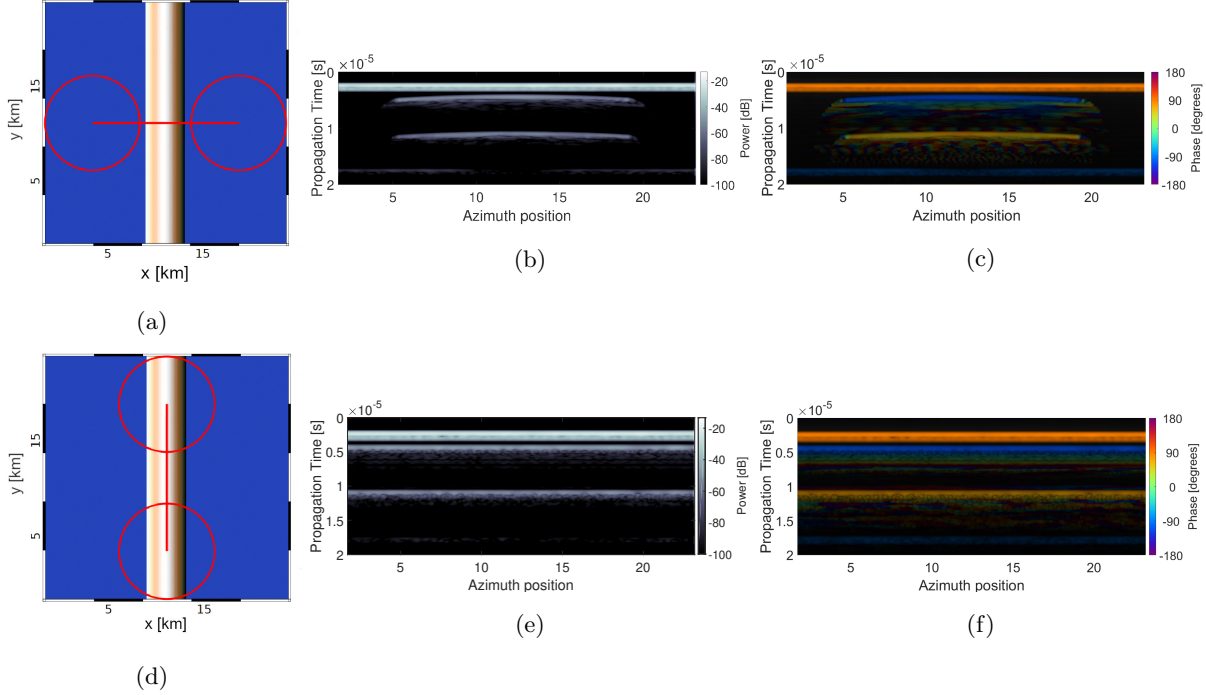 y [km]
15
5
5
15
x [km]
(a)
×10-5
Propagation Time [s]
0
1
2
5
10
15
20
Azimuth position
-20
-40
-60
-80
-100
Power [dB]
(b)
×10-5
Propagation Time [s]
0
1
2
5
10
15
20
Azimuth position
180
90
0
-90
-180
Phase [degrees]
(c)
y [km]
15
5
5
15
x [km]
(d)
×10-5
Propagation Time [s]
0
0.5
1
1.5
2
5
10
15
20
Azimuth position
-20
-40
-60
-80
-100
Power [dB]
(e)
×10-5
Propagation Time [s]
0
0.5
1
1.5
2
5
10
15
20
Azimuth position
180
90
0
-90
-180
Phase [degrees]
(f)